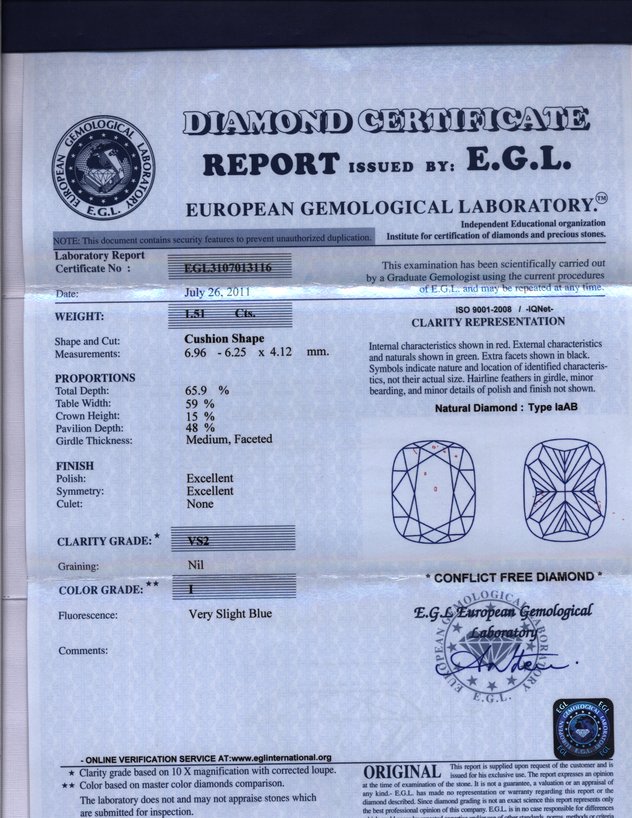 EUROPEAN GEMOLOGICAL LABORATORY
E.G.L.
DIAMOND CERTIFICATE
REPORT ISSUED BY: E.G.L.
EUROPEAN GEMOLOGICAL LABORATORY.™
Independent Educational organization
Institute for certification of diamonds and precious stones.
NOTE: This document contains security features to prevent unauthorized duplication.
Laboratory Report
Certificate No : EGL3107013116
Date: July 26, 2011
WEIGHT: 1.51 Cts.
Shape and Cut: Cushion Shape
Measurements: 6.96 - 6.25 x 4.12 mm.
PROPORTIONS
Total Depth: 65.9 %
Table Width: 59 %
Crown Height: 15 %
Pavilion Depth: 48 %
Girdle Thickness: Medium, Faceted
FINISH
Polish: Excellent
Symmetry: Excellent
Culet: None
CLARITY GRADE: * VS2
Graining: Nil
COLOR GRADE: ** I
Fluorescence: Very Slight Blue
Comments:
This examination has been scientifically carried out
by a Graduate Gemologist using the current procedures
of E.G.L. and may be repeated at any time.
ISO 9001-2008 / -IQNet-
CLARITY REPRESENTATION
Internal characteristics shown in red. External characteristics
and naturals shown in green. Extra facets shown in black.
Symbols indicate nature and location of identified characteris-
tics, not their actual size. Hairline feathers in girdle, minor
bearding, and minor details of polish and finish not shown.
Natural Diamond : Type IaAB
* CONFLICT FREE DIAMOND *
E.G.L European Gemological
Laboratory
EUROPEAN GEMOLOGICAL LABORATORY
E.G.L.
EGL EGL
EGL EGL
- ONLINE VERIFICATION SERVICE AT:www.eglinternational.org
* Clarity grade based on 10 X magnification with corrected loupe.
** Color based on master color diamonds comparison.
The laboratory does not and may not appraise stones which
are submitted for inspection.
ORIGINAL This report is supplied upon request of the customer and is
issued for his exclusive use. The report expresses an opinion
at the time of examination of the stone. It is not a guarantee, a valuation or an appraisal of
any kind.- E.G.L. has made no representation or warranty regarding this report or the
diamond described. Since diamond grading is not an exact science this report represents only
the best professional opinion of this company. E.G.L. is in no case responsible for differences